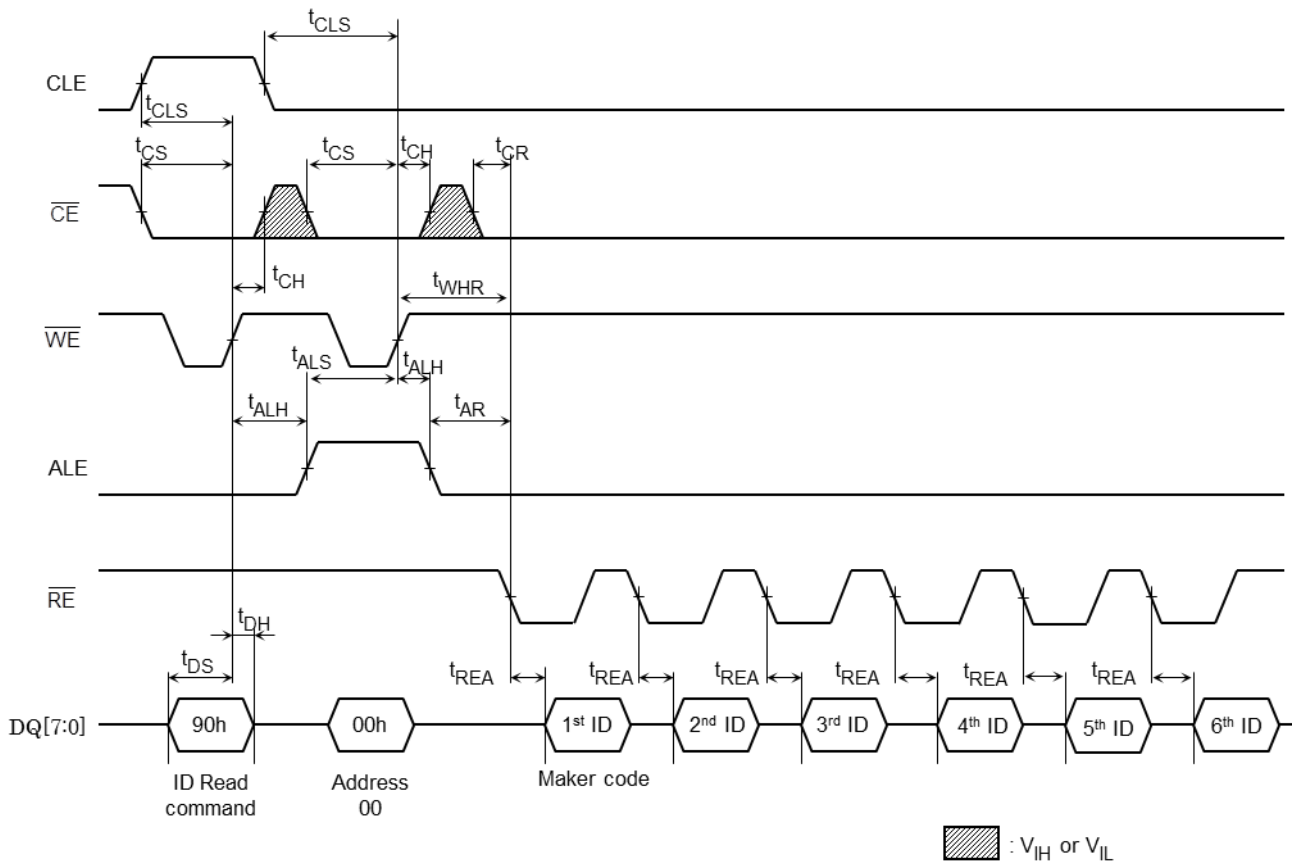 tCLS
CLE
tCLS
tCS
tCS
tCH
tCR
CE
tCH
tWHR
WE
tALS
tALH
tALH
tAR
ALE
RE
tDH
tDS
tREA
tREA
tREA
tREA
tREA
tREA
DQ[7:0]
90h
00h
1st ID
2nd ID
3rd ID
4th ID
5th ID
6th ID
ID Read
command
Address
00
Maker code
: VIH or VIL